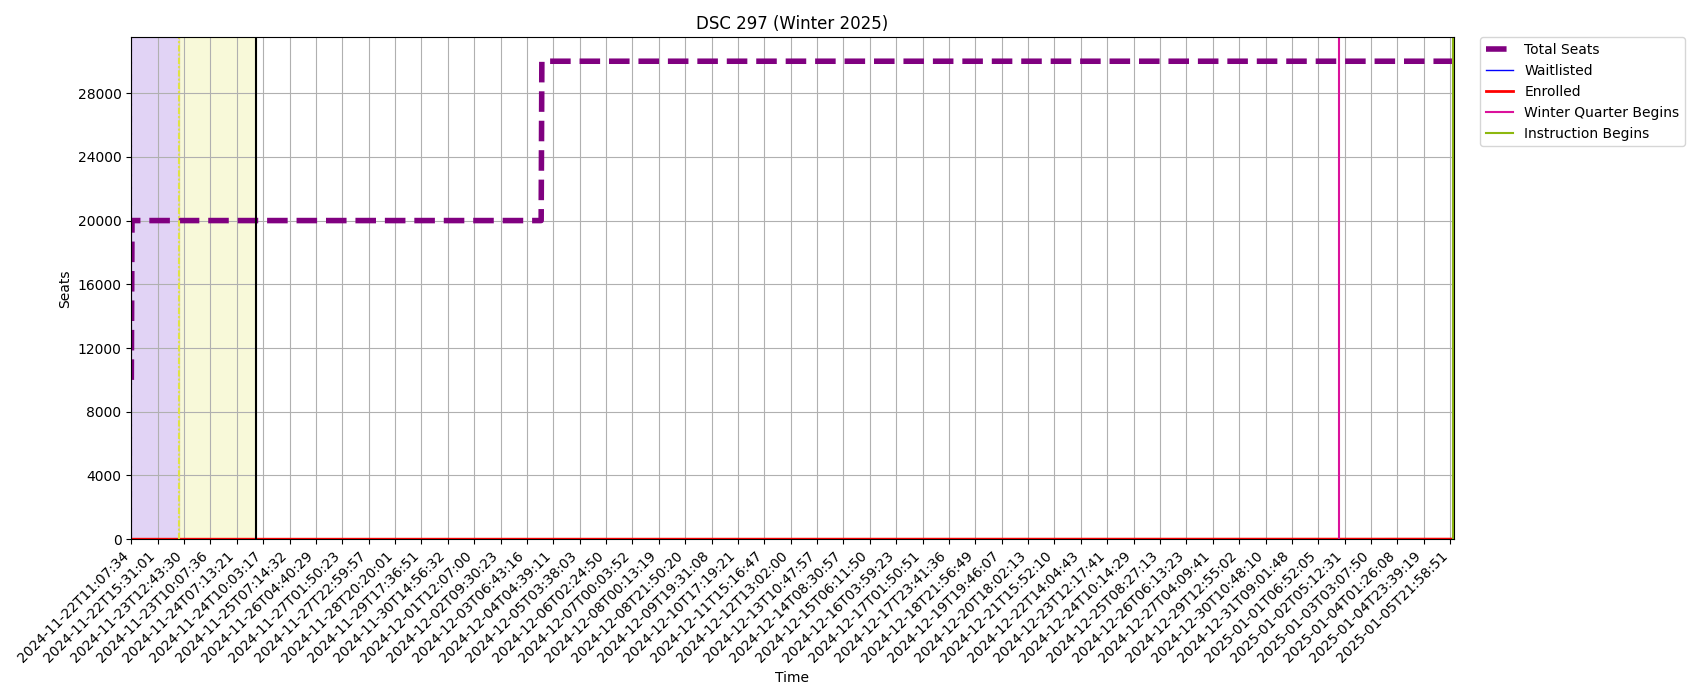 DSC 297 (Winter 2025)
Total Seats
Waitlisted
Enrolled
Winter Quarter Begins
Instruction Begins
Seats
28000
24000
20000
16000
12000
8000
4000
0
2024-11-22T11:07:34
2024-11-22T15:31:01
2024-11-23T12:43:30
2024-11-23T10:07:36
2024-11-24T07:13:21
2024-11-24T10:03:17
2024-11-25T07:14:32
2024-11-26T04:40:29
2024-11-27T01:50:23
2024-11-27T22:59:57
2024-11-28T20:20:01
2024-11-29T17:36:51
2024-11-30T14:56:32
2024-12-01T12:07:00
2024-12-02T09:30:23
2024-12-03T06:43:16
2024-12-04T04:39:11
2024-12-05T03:38:03
2024-12-06T02:24:50
2024-12-07T00:03:52
2024-12-08T00:13:19
2024-12-08T21:50:20
2024-12-09T19:31:08
2024-12-10T17:19:21
2024-12-11T15:16:47
2024-12-12T13:02:00
2024-12-13T10:47:57
2024-12-14T08:30:57
2024-12-15T06:11:50
2024-12-16T03:59:23
2024-12-17T01:50:51
2024-12-17T23:41:36
2024-12-18T21:56:49
2024-12-19T19:46:07
2024-12-20T18:02:13
2024-12-21T15:52:10
2024-12-22T14:04:43
2024-12-23T12:17:41
2024-12-24T10:14:29
2024-12-25T08:27:13
2024-12-26T06:13:23
2024-12-27T04:09:41
2024-12-29T12:55:02
2024-12-30T10:48:10
2024-12-31T09:01:48
2025-01-01T06:52:05
2025-01-02T05:12:31
2025-01-03T03:07:50
2025-01-04T01:26:08
2025-01-04T23:39:19
2025-01-05T21:58:51
Time